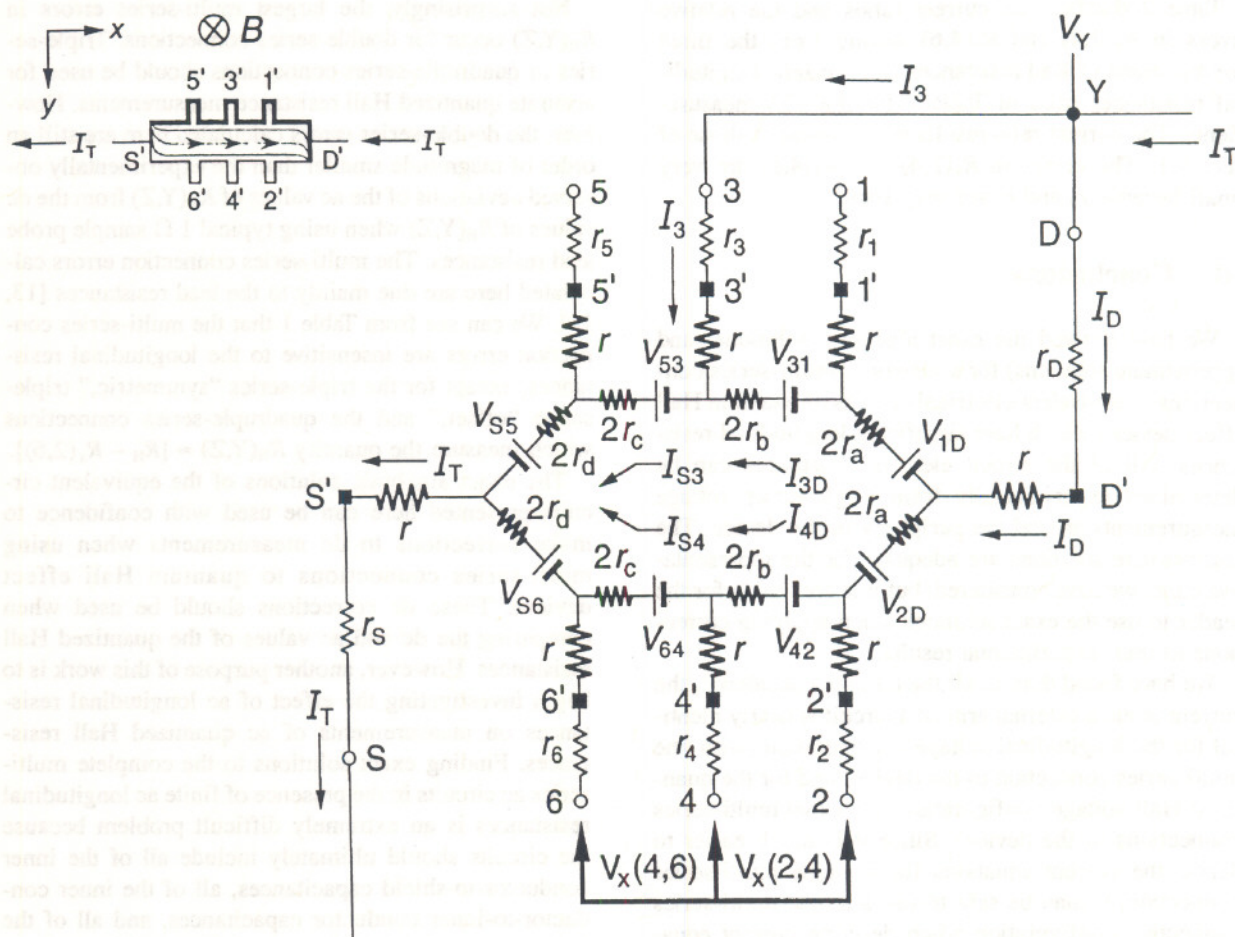 x
B
y
5' 3' 1'
I_T S' D' I_T
6' 4' 2'
V_Y
I_3
Y
I_T
5 3 1
I_3
r_5 r_3 r_1
D
5' 3' 1'
I_D
r r r
r_D
V_53 V_31
V_S5
2r_c 2r_b 2r_a
V_1D
I_T
2r_d
I_S3 I_3D
r
S'
D'
r
2r_d
I_S4 I_4D
2r_a
I_D
2r_c 2r_b
V_S6
V_2D
r_S
r V_64 r V_42 r
6' 4' 2'
I_T
r_6 r_4 r_2
S
6 4 2
V_x(4,6) V_x(2,4)